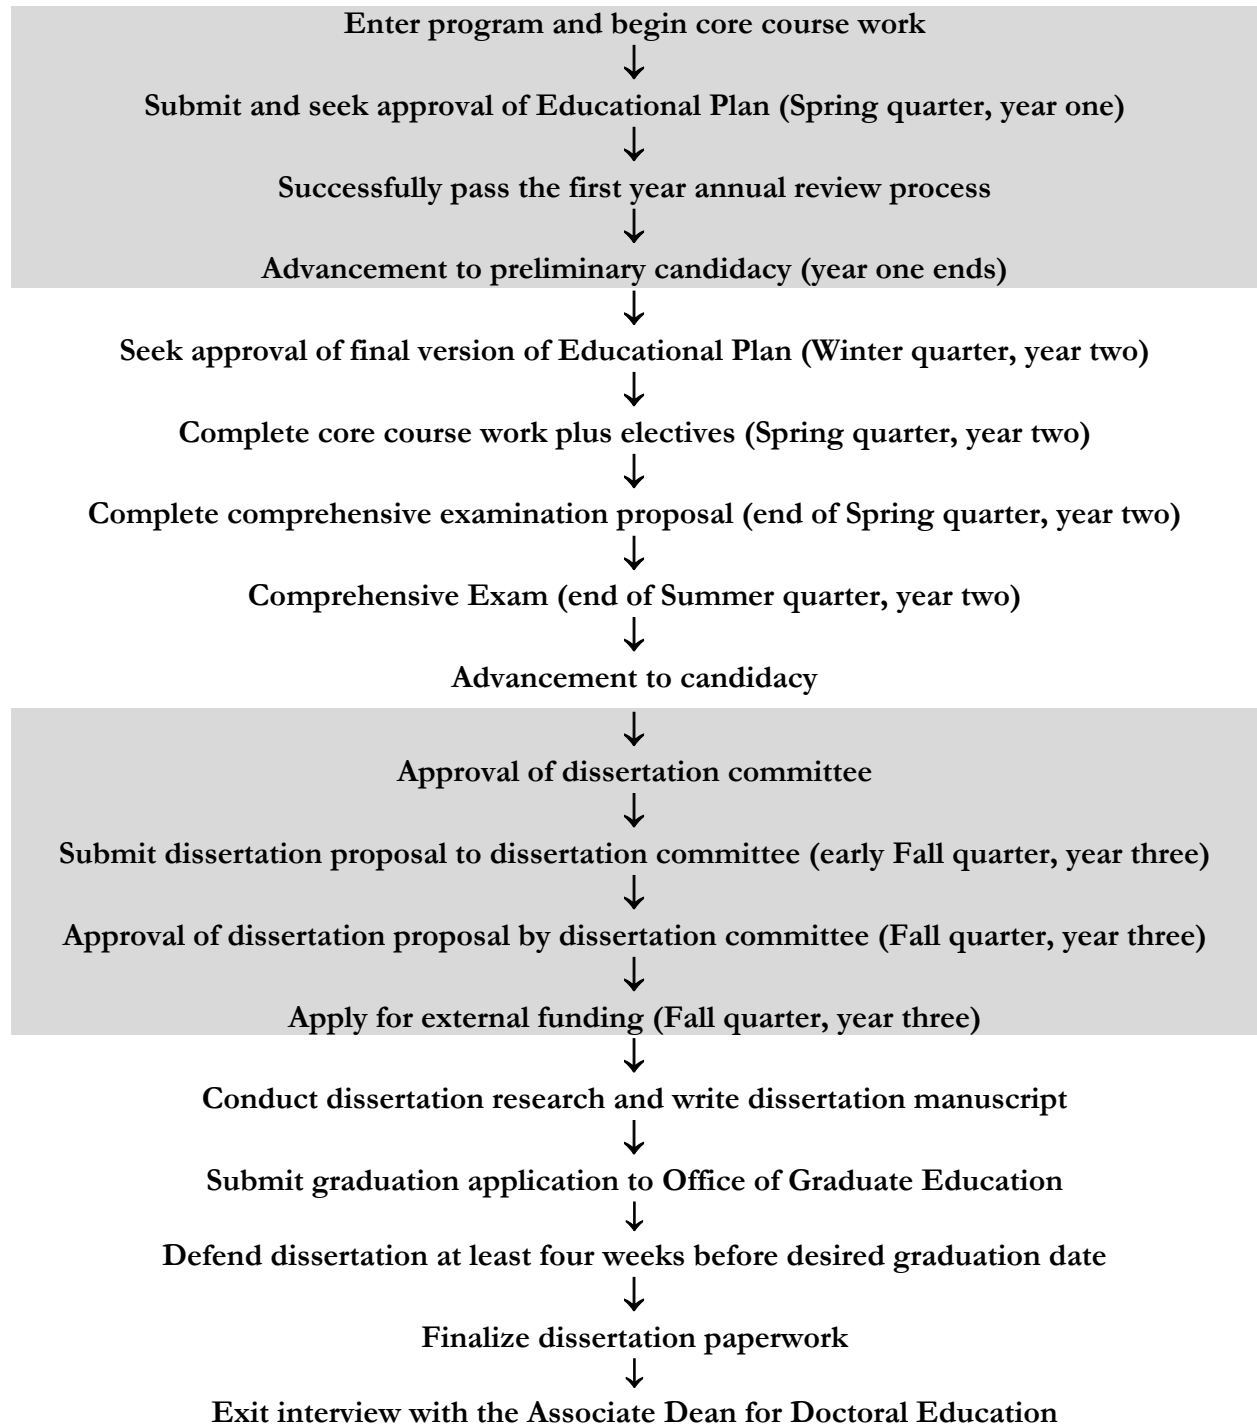 Enter program and begin core course work
↓
Submit and seek approval of Educational Plan (Spring quarter, year one)
↓
Successfully pass the first year annual review process
↓
Advancement to preliminary candidacy (year one ends)
↓
Seek approval of final version of Educational Plan (Winter quarter, year two)
↓
Complete core course work plus electives (Spring quarter, year two)
↓
Complete comprehensive examination proposal (end of Spring quarter, year two)
↓
Comprehensive Exam (end of Summer quarter, year two)
↓
Advancement to candidacy
↓
Approval of dissertation committee
↓
Submit dissertation proposal to dissertation committee (early Fall quarter, year three)
↓
Approval of dissertation proposal by dissertation committee (Fall quarter, year three)
↓
Apply for external funding (Fall quarter, year three)
↓
Conduct dissertation research and write dissertation manuscript
↓
Submit graduation application to Office of Graduate Education
↓
Defend dissertation at least four weeks before desired graduation date
↓
Finalize dissertation paperwork
↓
Exit interview with the Associate Dean for Doctoral Education